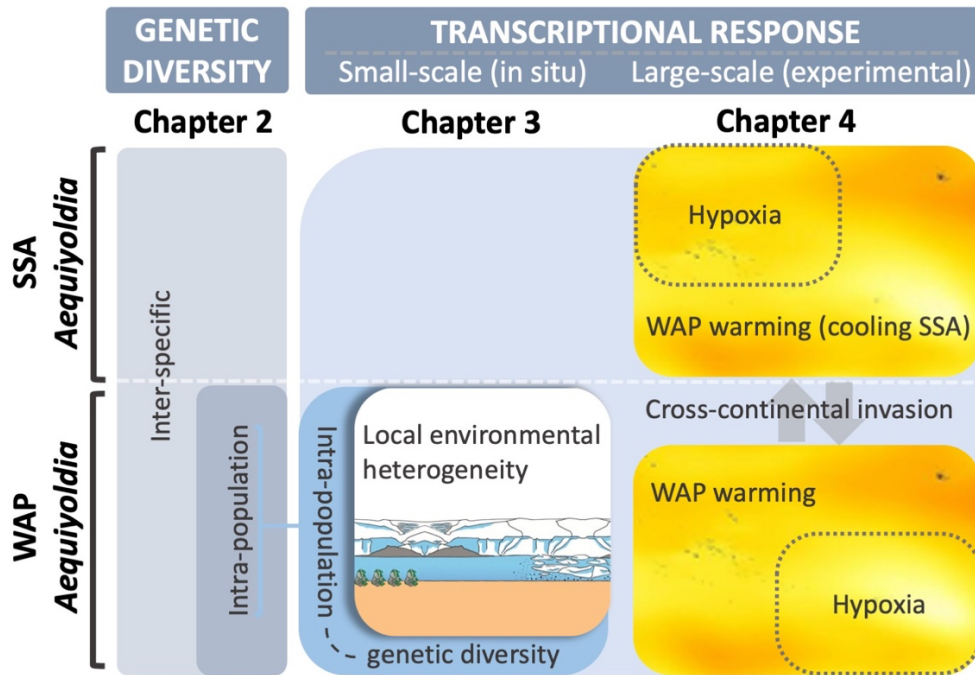 GENETIC
DIVERSITY
TRANSCRIPTIONAL RESPONSE
Small-scale (in situ)
Large-scale (experimental)
Chapter 2
Chapter 3
Chapter 4
SSA
Aequiyoldia
Inter-specific
Hypoxia
WAP warming (cooling SSA)
Cross-continental invasion
WAP
Aequiyoldia
Intra-population
Intra-population
genetic diversity
Local environmental
heterogeneity
WAP warming
Hypoxia